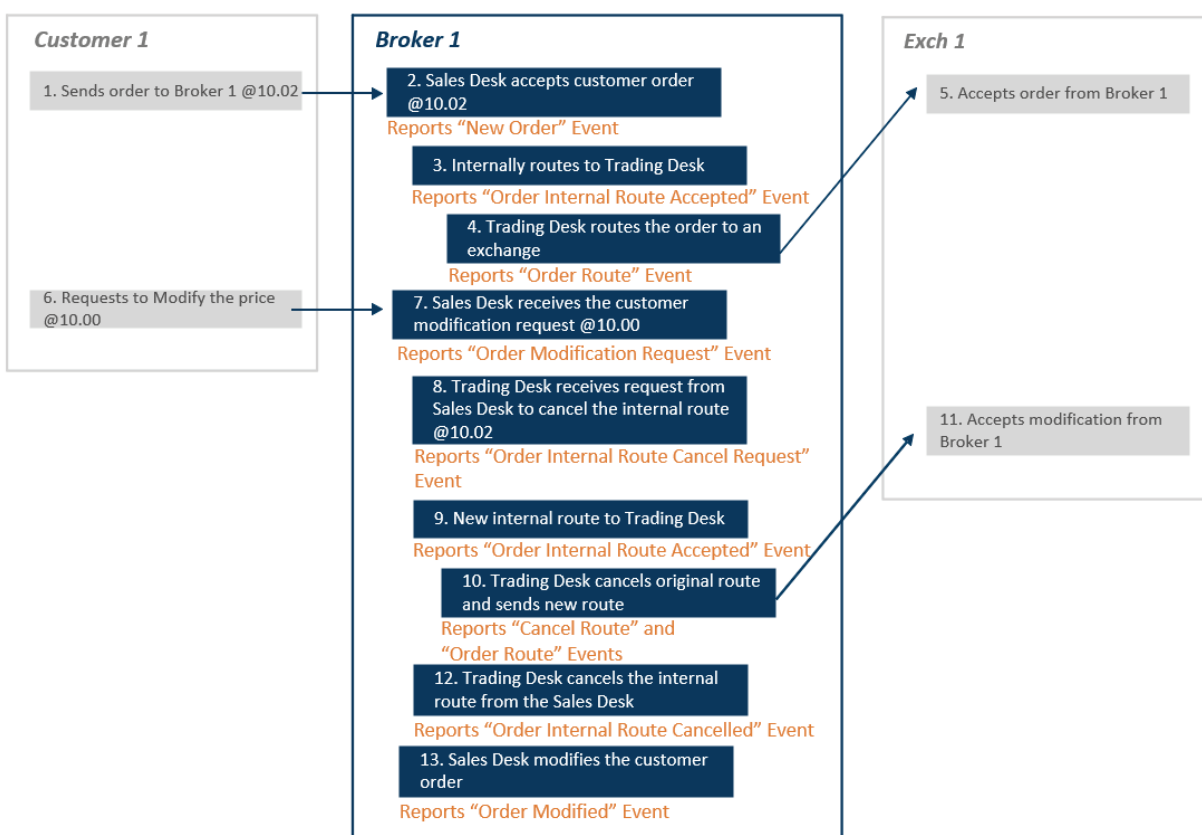 Customer 1
1. Sends order to Broker 1 @10.02
6. Requests to Modify the price
@10.00
Broker 1
2. Sales Desk accepts customer order
@10.02
Reports “New Order” Event
3. Internally routes to Trading Desk
Reports “Order Internal Route Accepted” Event
4. Trading Desk routes the order to an
exchange
Reports “Order Route” Event
7. Sales Desk receives the customer
modification request @10.00
Reports “Order Modification Request” Event
8. Trading Desk receives request from
Sales Desk to cancel the internal route
@10.02
Reports “Order Internal Route Cancel Request”
Event
9. New internal route to Trading Desk
Reports “Order Internal Route Accepted” Event
10. Trading Desk cancels original route
and sends new route
Reports “Cancel Route” and
“Order Route” Events
12. Trading Desk cancels the internal
route from the Sales Desk
Reports “Order Internal Route Cancelled” Event
13. Sales Desk modifies the customer
order
Reports “Order Modified” Event
Exch 1
5. Accepts order from Broker 1
11. Accepts modification from
Broker 1